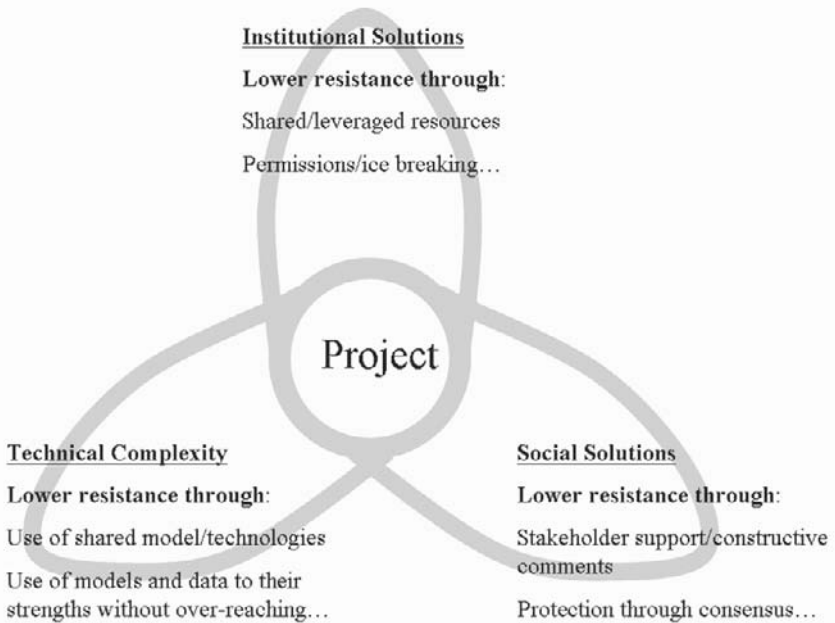 Institutional Solutions
Lower resistance through:
Shared/leveraged resources
Permissions/ice breaking…
Project
Technical Complexity
Lower resistance through:
Use of shared model/technologies
Use of models and data to their
strengths without over-reaching…
Social Solutions
Lower resistance through:
Stakeholder support/constructive
comments
Protection through consensus…